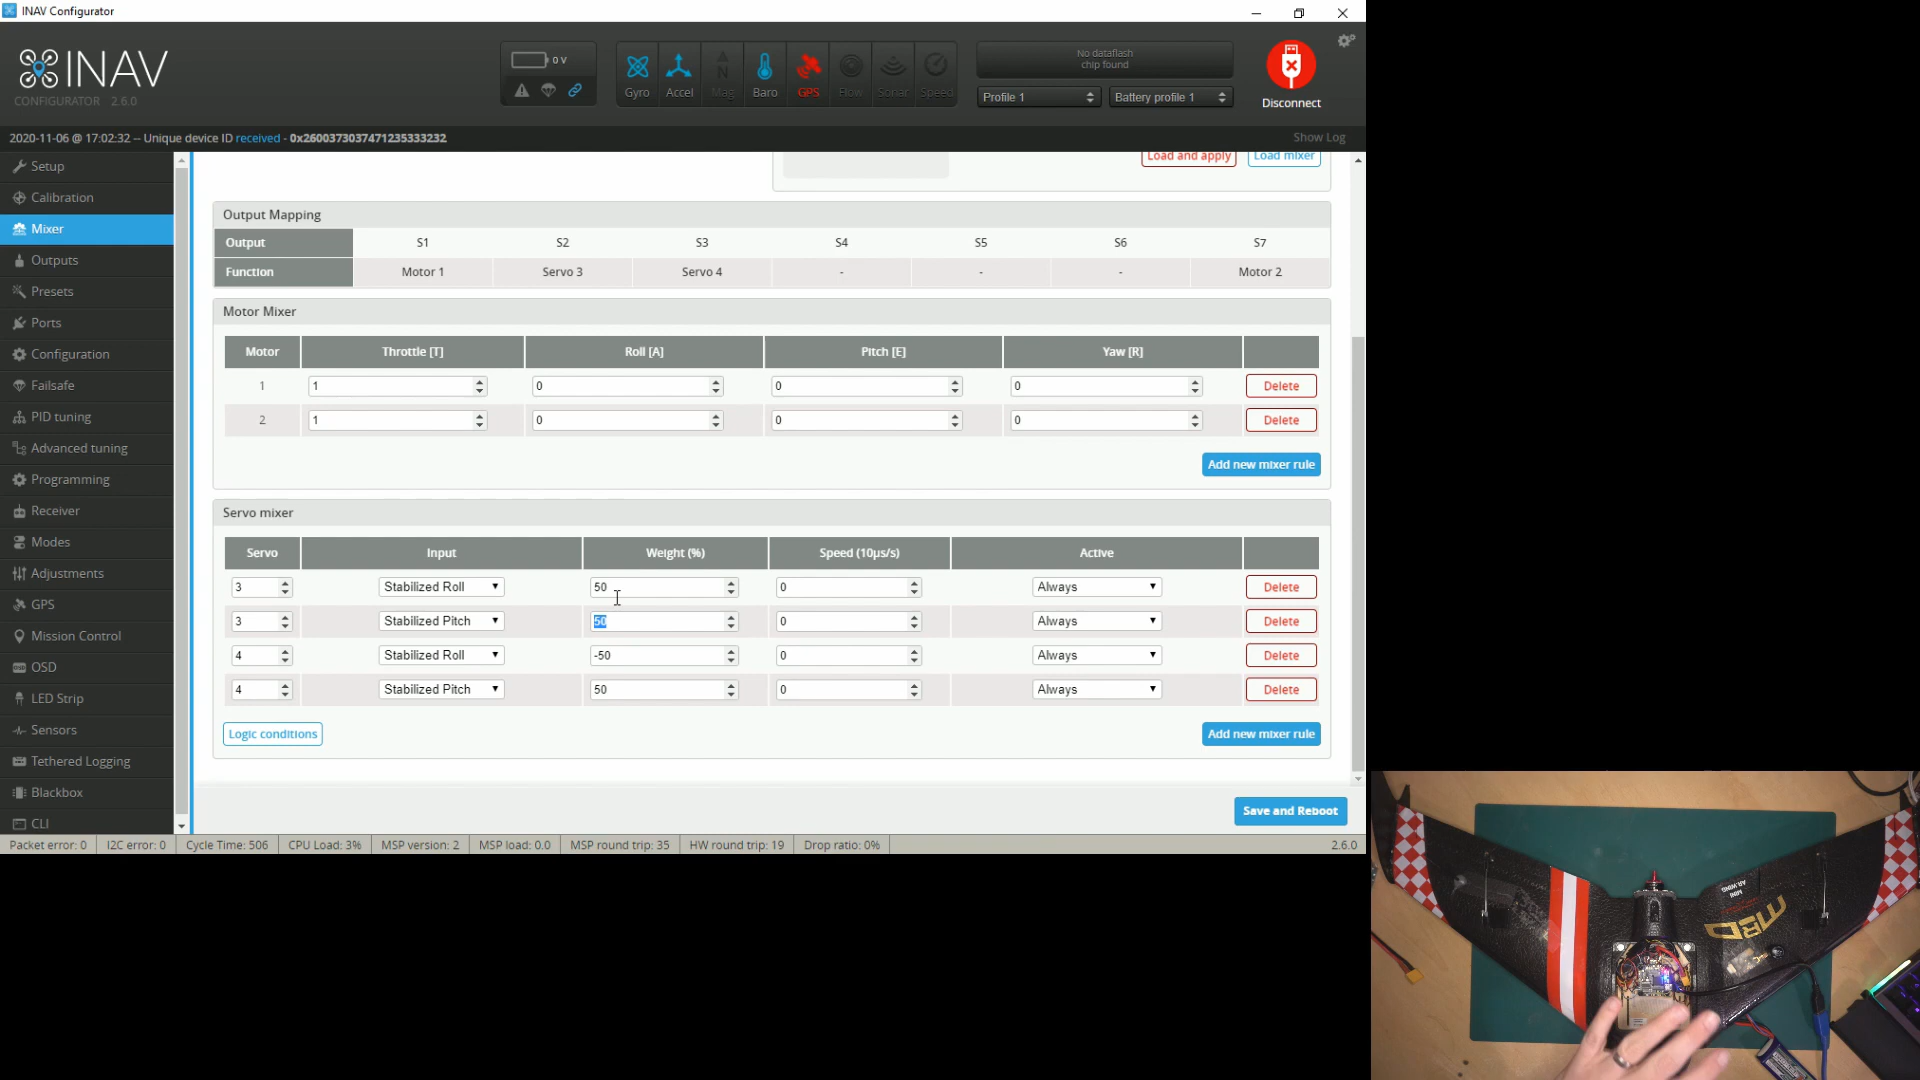 INAV Configurator
INAV
CONFIGURATOR 2.6.0
0 V
Gyro Accel Mag Baro GPS Flow Sonar Speed
No dataflash
chip found
Profile 1
Battery profile 1
Disconnect
2020-11-06 @ 17:02:32 -- Unique device ID received - 0x2600373037471235333232
Show Log
Setup
Calibration
Mixer
Outputs
Presets
Ports
Configuration
Failsafe
PID tuning
Advanced tuning
Programming
Receiver
Modes
Adjustments
GPS
Mission Control
OSD
LED Strip
Sensors
Tethered Logging
Blackbox
CLI
Load and apply
Load mixer
Output Mapping
Output S1 S2 S3 S4 S5 S6 S7
Function Motor 1 Servo 3 Servo 4 - - - Motor 2
Motor Mixer
Motor Throttle [T] Roll [A] Pitch [E] Yaw [R]
1 1 0 0 0 Delete
2 1 0 0 0 Delete
Add new mixer rule
Servo mixer
Servo Input Weight (%) Speed (10µs/s) Active
3 Stabilized Roll 50 0 Always Delete
3 Stabilized Pitch 50 0 Always Delete
4 Stabilized Roll -50 0 Always Delete
4 Stabilized Pitch 50 0 Always Delete
Logic conditions
Add new mixer rule
Save and Reboot
Packet error: 0 I2C error: 0 Cycle Time: 506 CPU Load: 3% MSP version: 2 MSP load: 0.0 MSP round trip: 35 HW round trip: 19 Drop ratio: 0% 2.6.0
MINI
AR WING